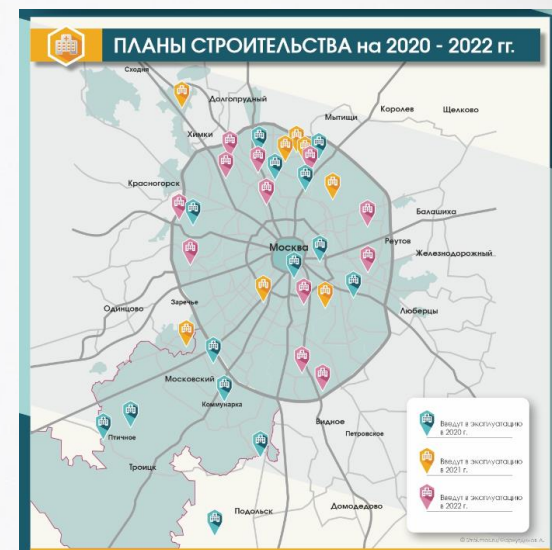 ПЛАНЫ СТРОИТЕЛЬСТВА на 2020 - 2022 гг.
Сходня
Долгопрудный
Королев
Щелково
Мытищи
Химки
Красногорск
Балашиха
Реутов
Москва
Железнодорожный
Одинцово
Заречье
Люберцы
Московский
Коммунарка
Видное
Птичное
Петровское
Троицк
Подольск
Домодедово
Введут в эксплуатацию
в 2020 г.
Введут в эксплуатацию
в 2021 г.
Введут в эксплуатацию
в 2022 г.